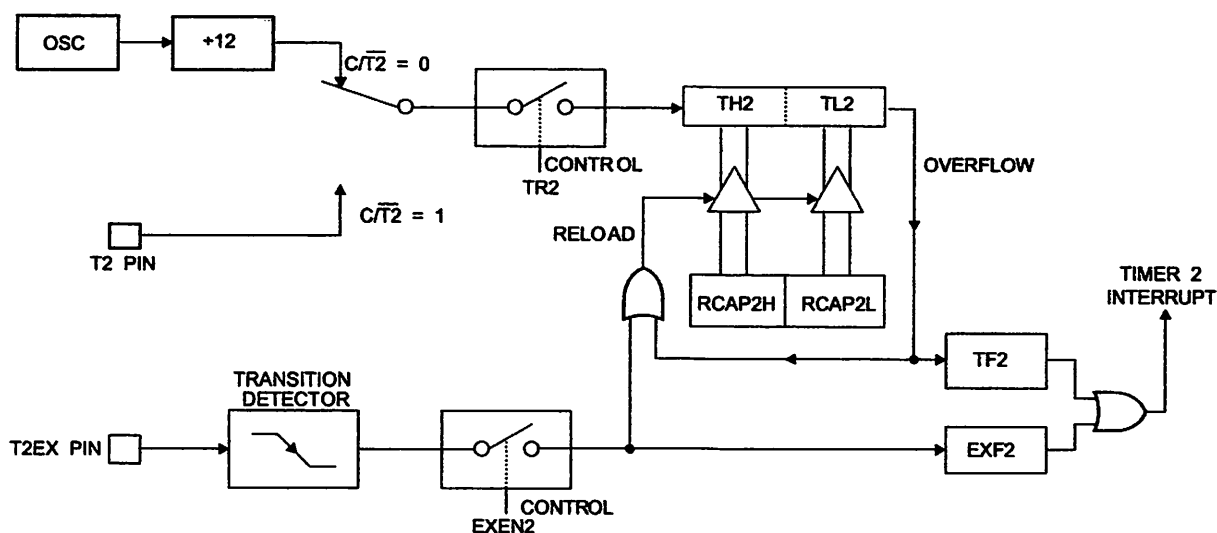 OSC
+12
C/T2 = 0
TH2
TL2
CONTROL
TR2
OVERFLOW
C/T2 = 1
T2 PIN
RELOAD
RCAP2H
RCAP2L
TIMER 2
INTERRUPT
TF2
TRANSITION
DETECTOR
T2EX PIN
EXF2
CONTROL
EXEN2